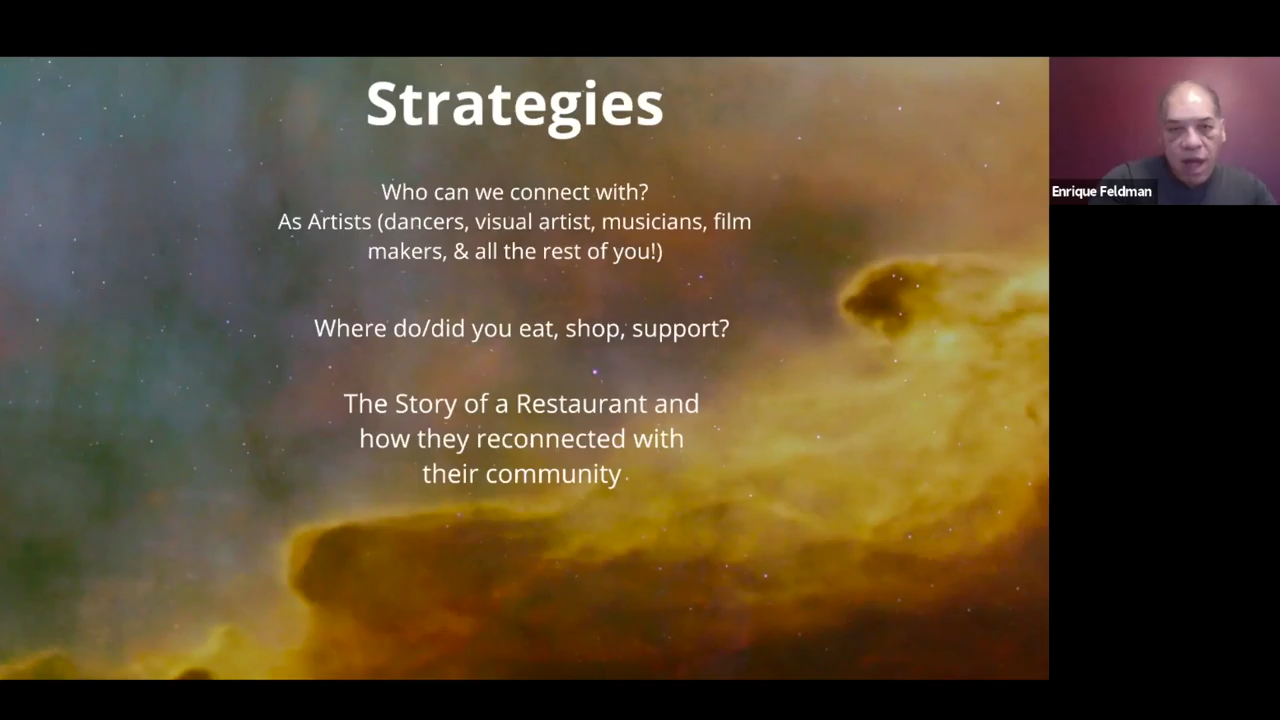 Strategies
Who can we connect with?
As Artists (dancers, visual artist, musicians, film
makers, & all the rest of you!)
Where do/did you eat, shop, support?
The Story of a Restaurant and
how they reconnected with
their community
Enrique Feldman